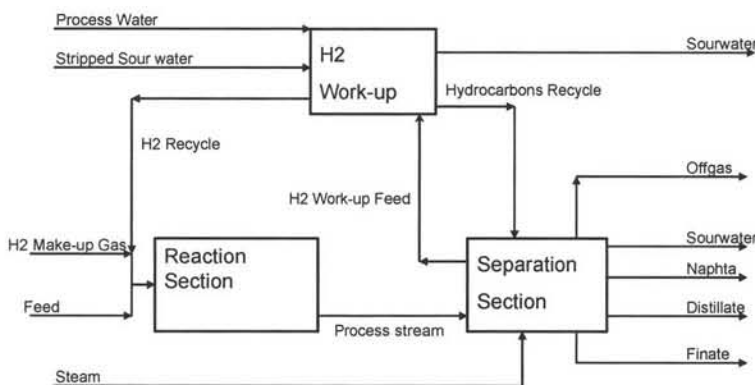 Process Water
Stripped Sour water
H2
Work-up
Sourwater
Hydrocarbons Recycle
H2 Recycle
H2 Work-up Feed
Offgas
H2 Make-up Gas
Reaction
Section
Separation
Section
Sourwater
Naphta
Feed
Process stream
Distillate
Finate
Steam